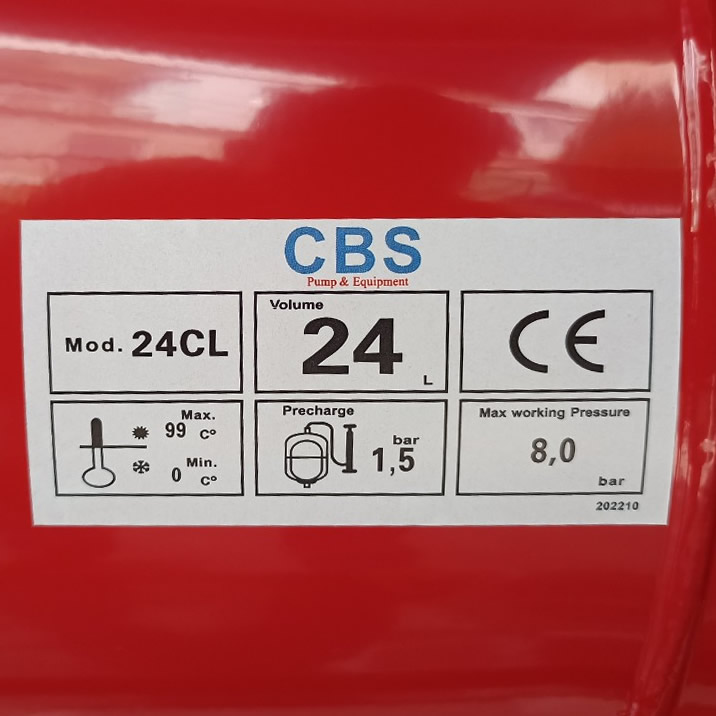 CBS
Pump & Equipment
Mod. 24CL
Volume
24
L
CE
Max.
99 C°
Min.
0 C°
Precharge
bar
1,5
Max working Pressure
8,0
bar
202210